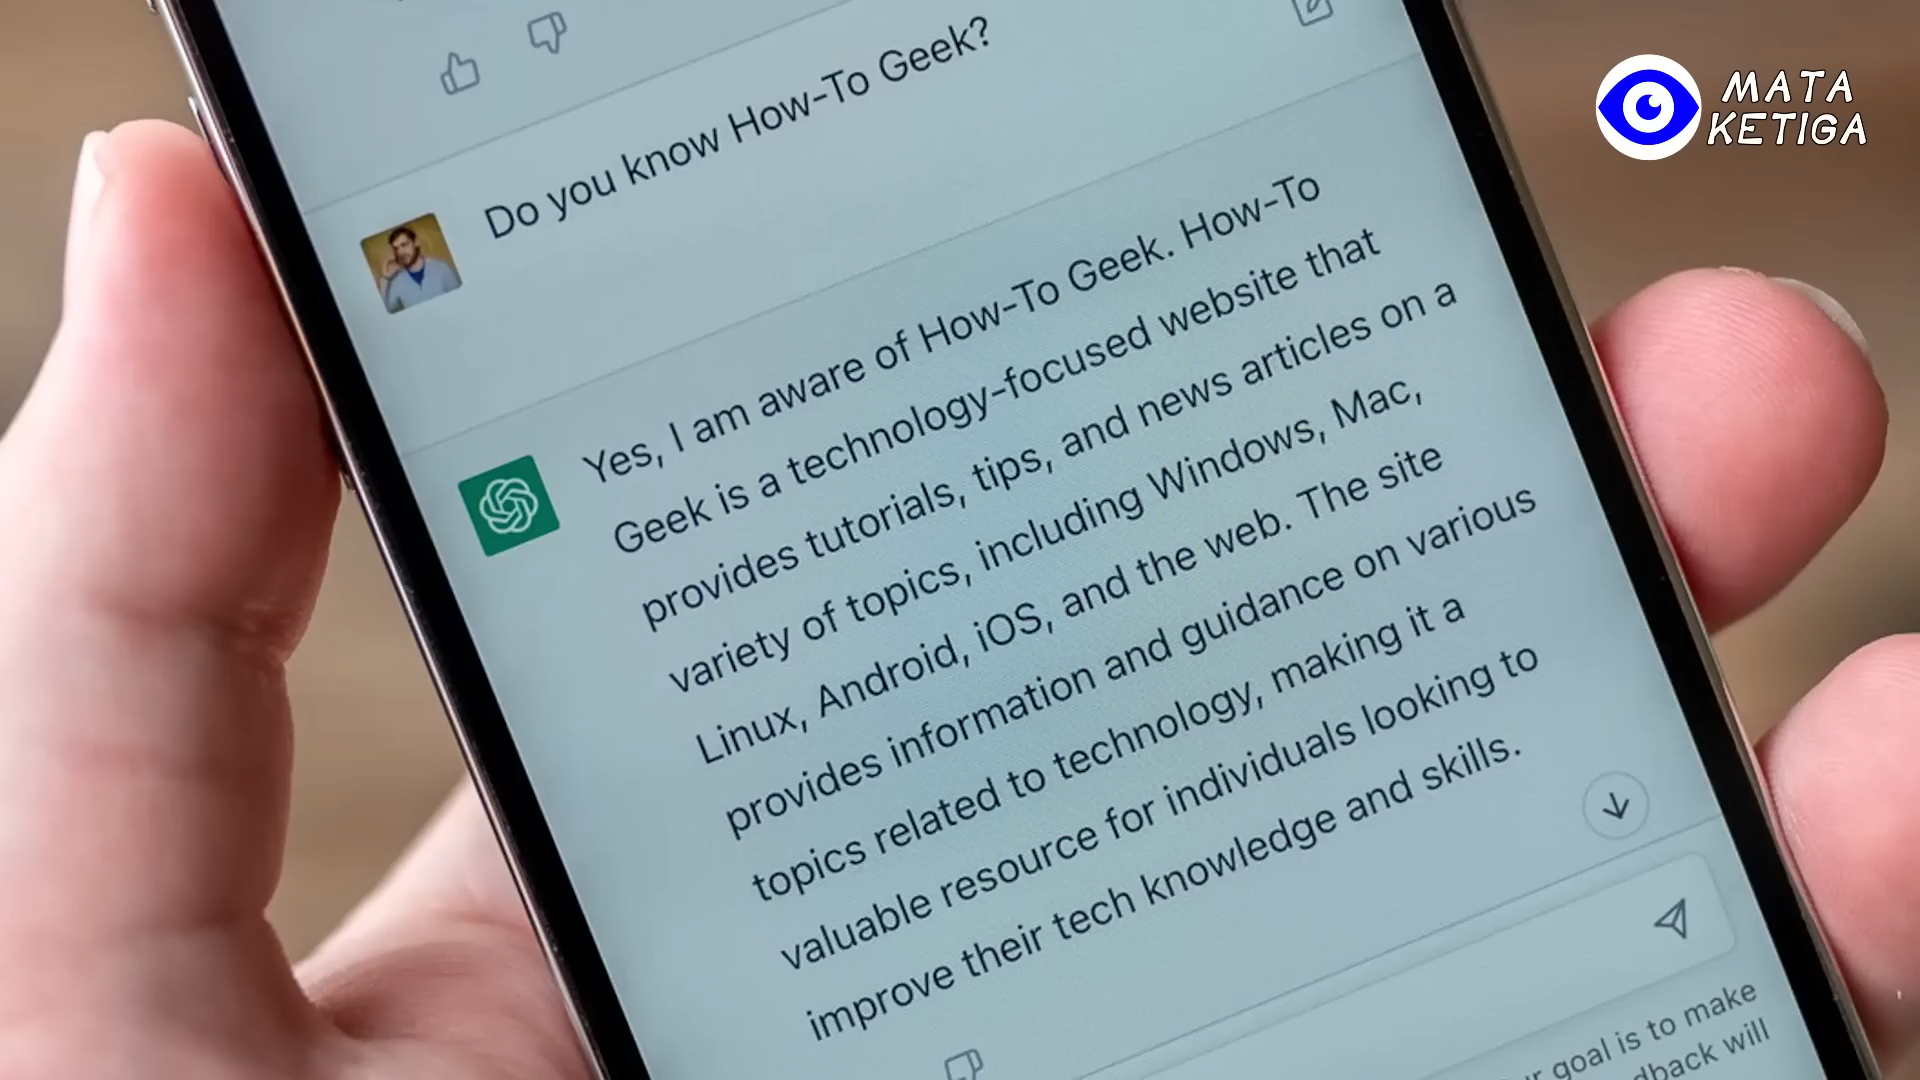 Do you know How-To Geek?
MATA
KETIGA
Yes, I am aware of How-To Geek. How-To
Geek is a technology-focused website that
provides tutorials, tips, and news articles on a
variety of topics, including Windows, Mac,
Linux, Android, iOS, and the web. The site
provides information and guidance on various
topics related to technology, making it a
valuable resource for individuals looking to
improve their tech knowledge and skills.
goal is to make
will